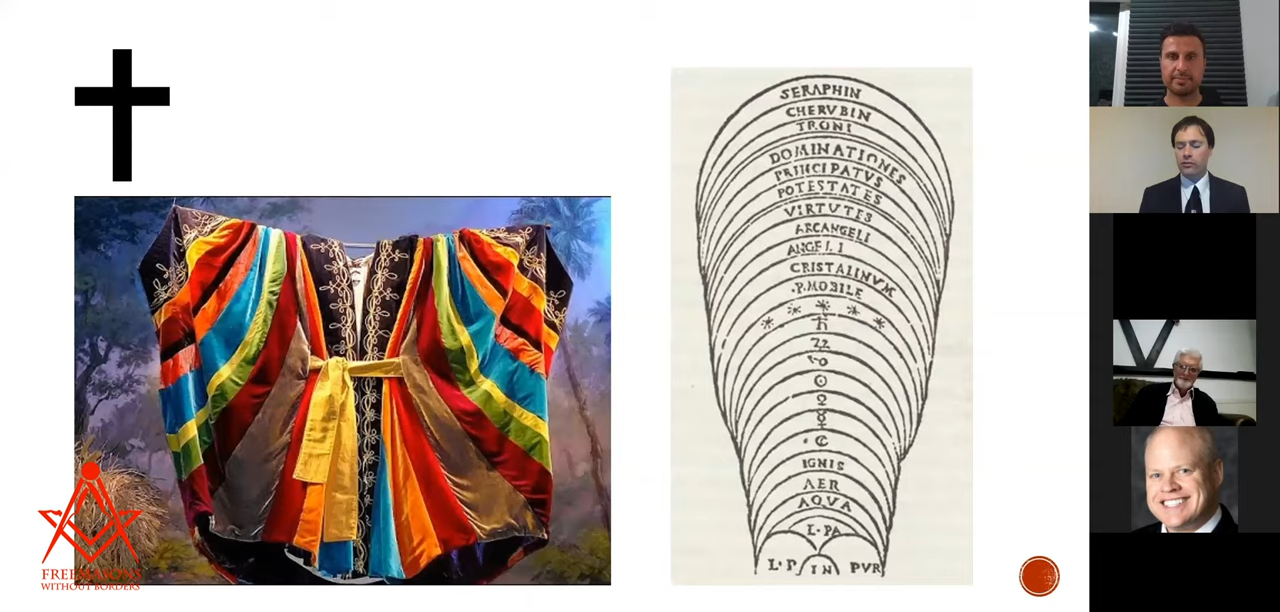 SERAPHIN
CHERVBIN
TRONI
DOMINATIONES
PRINCIPATVS
POTESTATES
VIRTVTES
ARCANGELI
ANGELI
CRISTALINVM
·P·MOBILE
IGNIS
AER
AQVA
L·PA
L·P IN PVR
FREEMASONS
WITHOUT BORDERS